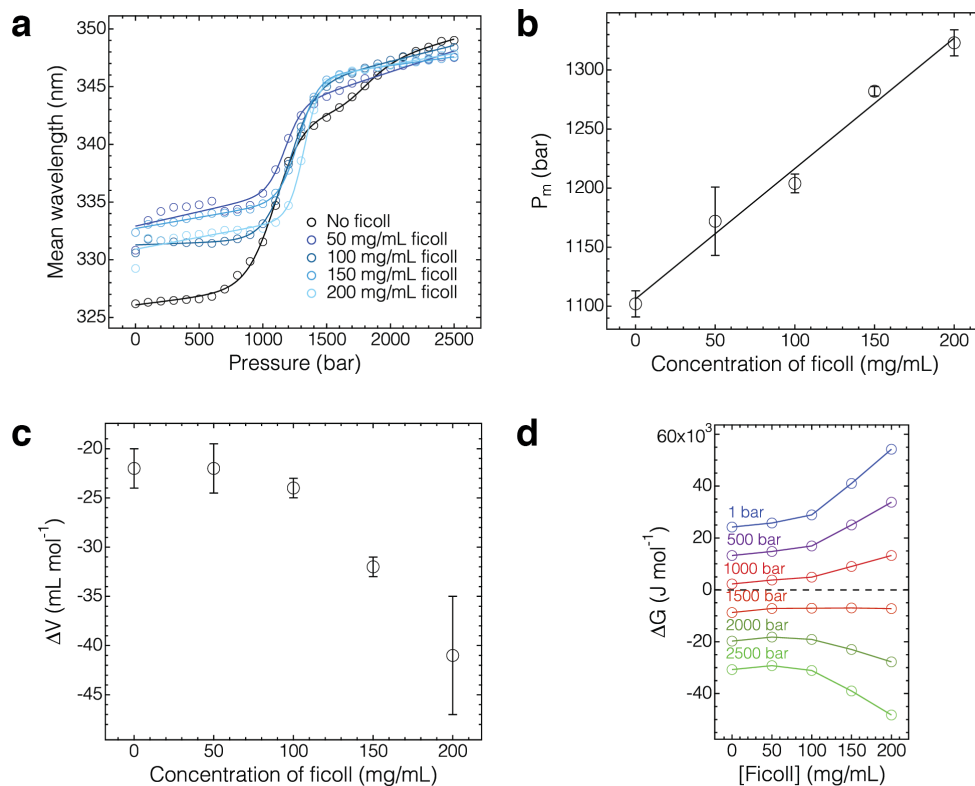 a
350
345
340
335
330
325
Mean wavelength (nm)
No ficoll
50 mg/mL ficoll
100 mg/mL ficoll
150 mg/mL ficoll
200 mg/mL ficoll
0 500 1000 1500 2000 2500
Pressure (bar)
b
1300
1250
1200
1150
1100
Pm (bar)
0 50 100 150 200
Concentration of ficoll (mg/mL)
c
-20
-25
-30
-35
-40
-45
ΔV (mL mol⁻¹)
0 50 100 150 200
Concentration of ficoll (mg/mL)
d
60x10³
40
20
0
-20
-40
ΔG (J mol⁻¹)
1 bar
500 bar
1000 bar
1500 bar
2000 bar
2500 bar
0 50 100 150 200
[Ficoll] (mg/mL)